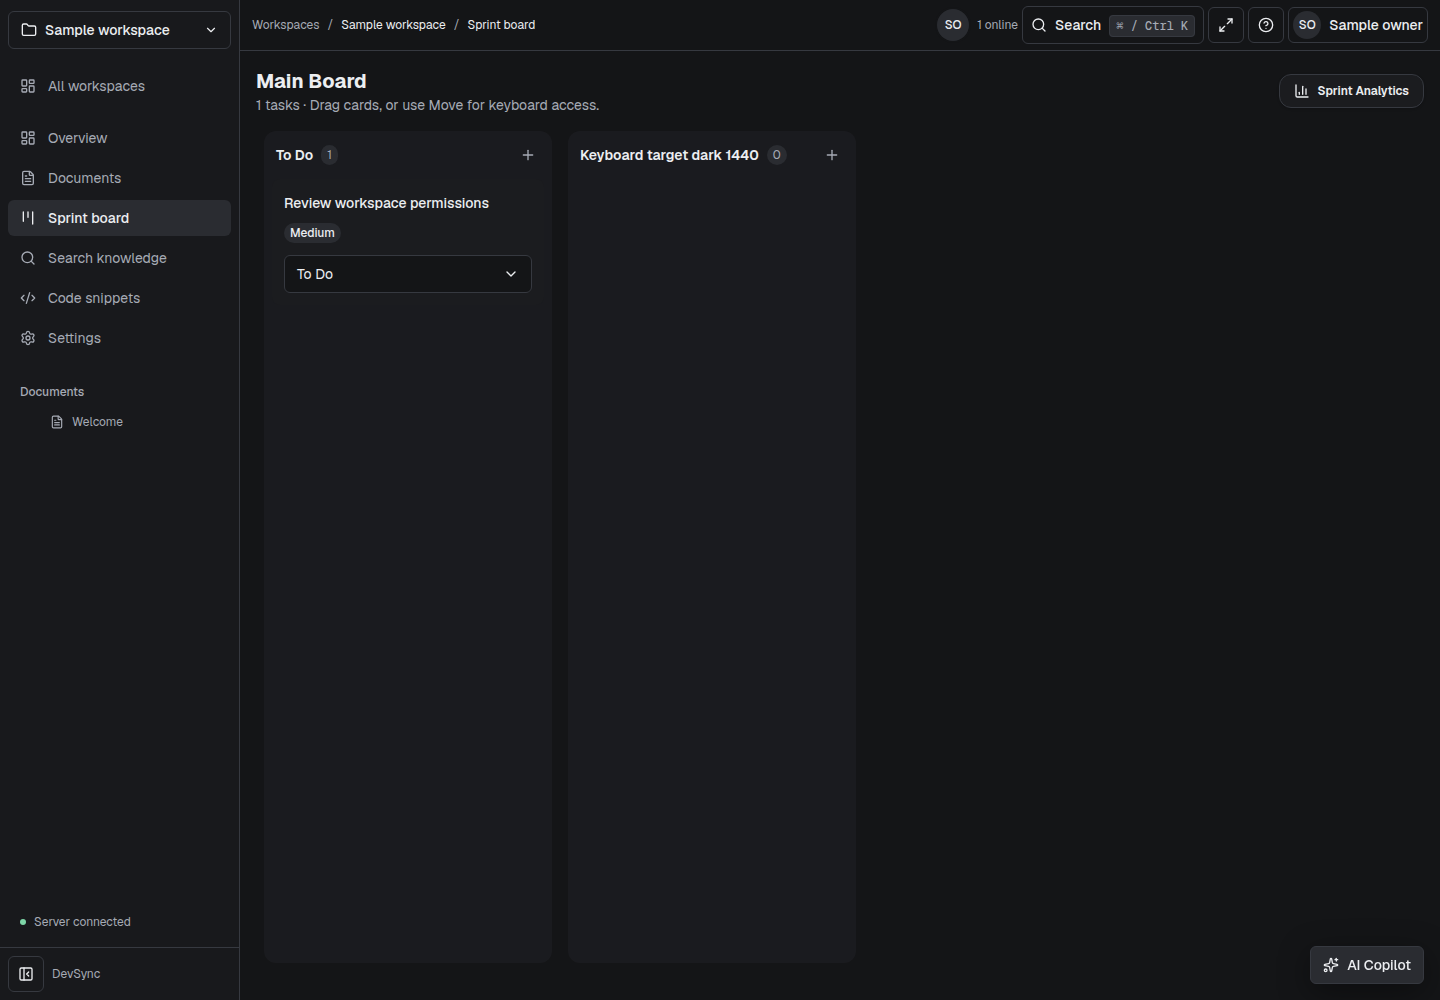 Sample workspace
All workspaces
Overview
Documents
Sprint board
Search knowledge
Code snippets
Settings
Documents
Welcome
Server connected
DevSync
Workspaces / Sample workspace / Sprint board
SO 1 online
Search ⌘ / Ctrl K
SO Sample owner
Main Board
1 tasks · Drag cards, or use Move for keyboard access.
Sprint Analytics
To Do 1
Review workspace permissions
Medium
To Do
Keyboard target dark 1440 0
AI Copilot